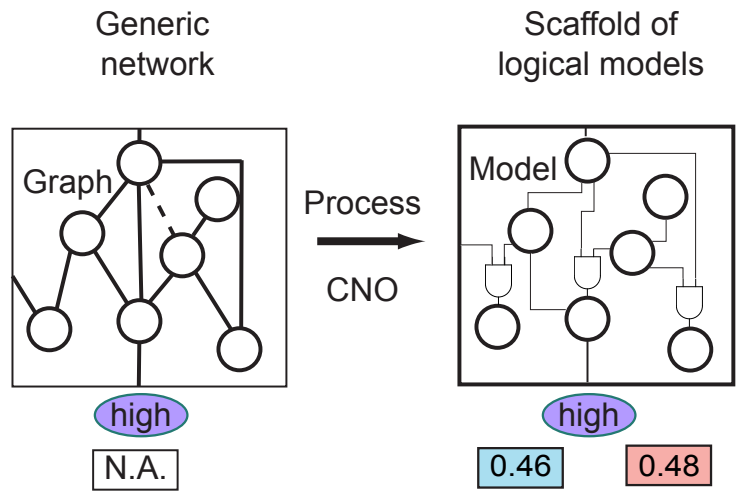 Generic
network
Scaffold of
logical models
Graph
Process
CNO
Model
high
N.A.
high
0.46
0.48